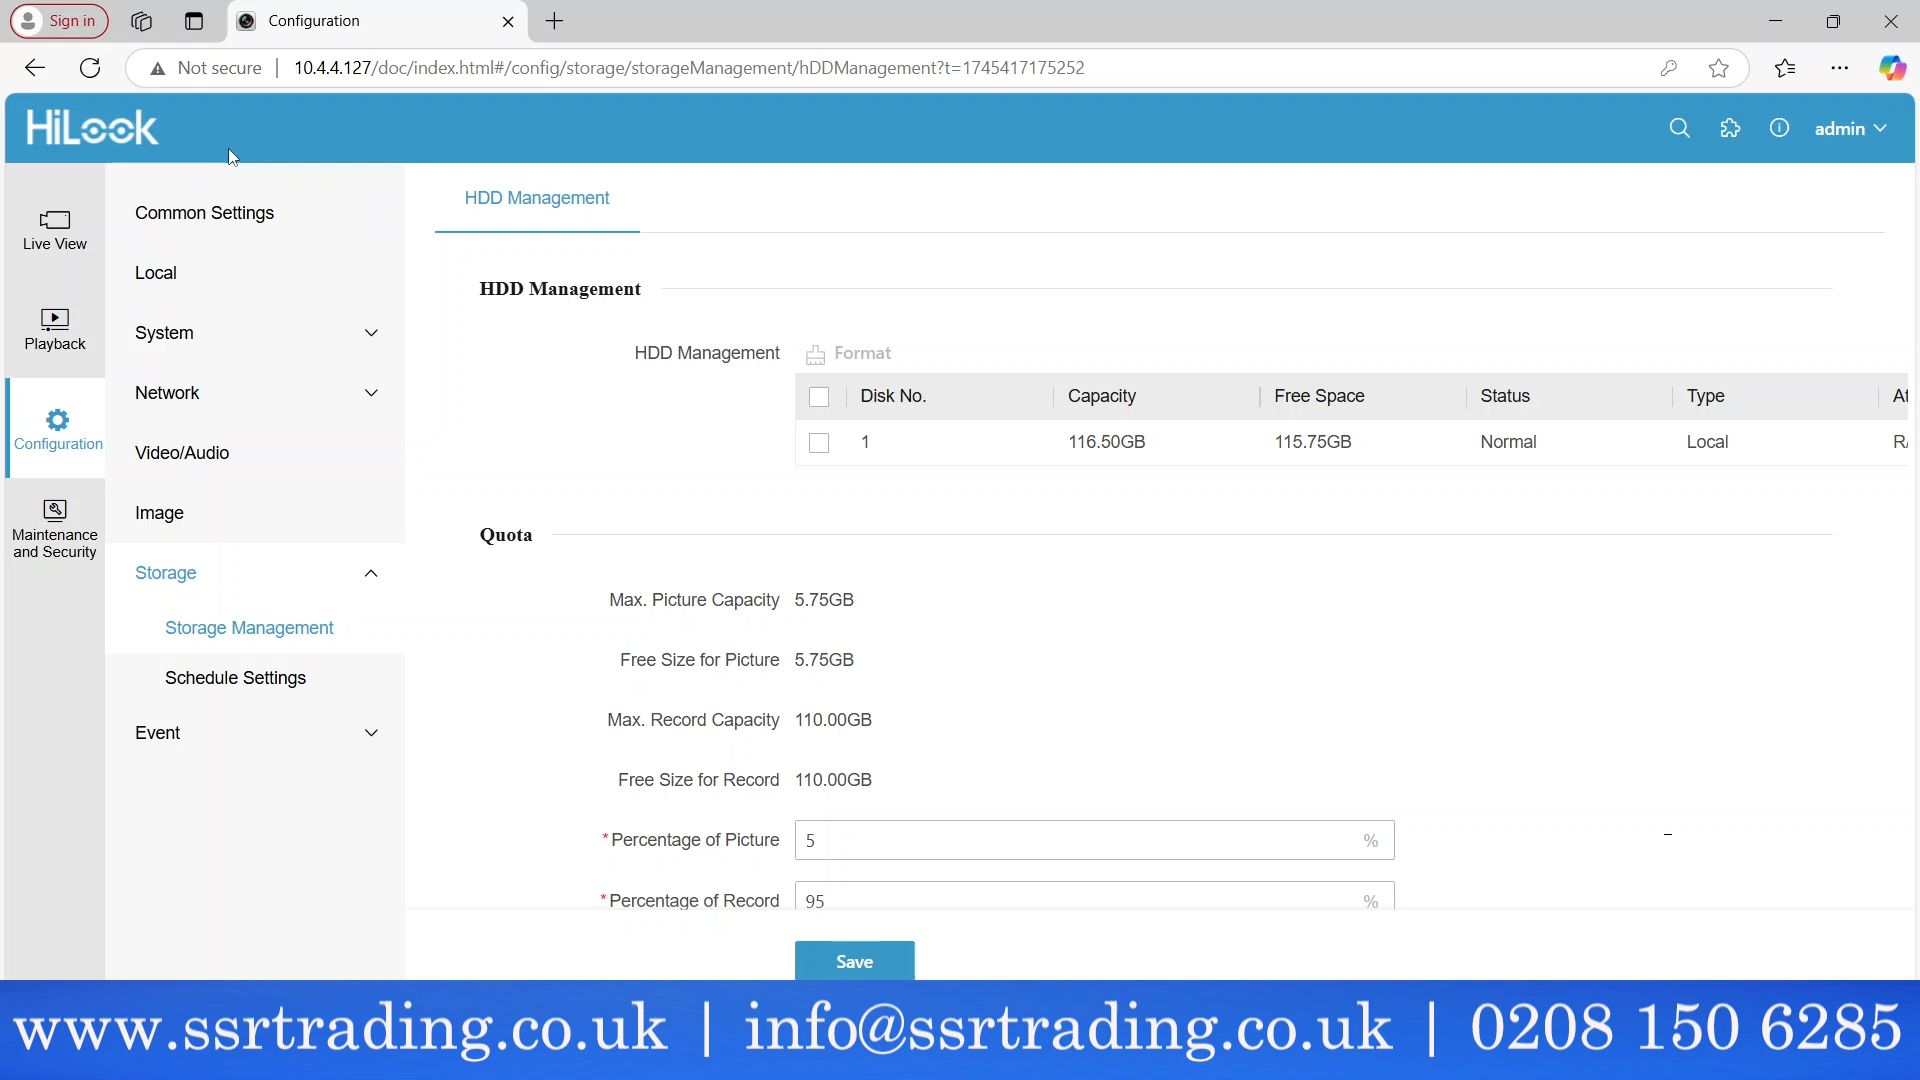 Sign in
Configuration
Not secure
10.4.4.127/doc/index.html#/config/storage/storageManagement/hDDManagement?t=1745417175252
HiLook
admin
Live View
Playback
Configuration
Maintenance
and Security
Common Settings
Local
System
Network
Video/Audio
Image
Storage
Storage Management
Schedule Settings
Event
HDD Management
HDD Management
HDD Management Format
Disk No. Capacity Free Space Status Type At
1 116.50GB 115.75GB Normal Local
Quota
Max. Picture Capacity 5.75GB
Free Size for Picture 5.75GB
Max. Record Capacity 110.00GB
Free Size for Record 110.00GB
*Percentage of Picture 5 %
*Percentage of Record 95 %
Save
www.ssrtrading.co.uk | info@ssrtrading.co.uk | 0208 150 6285